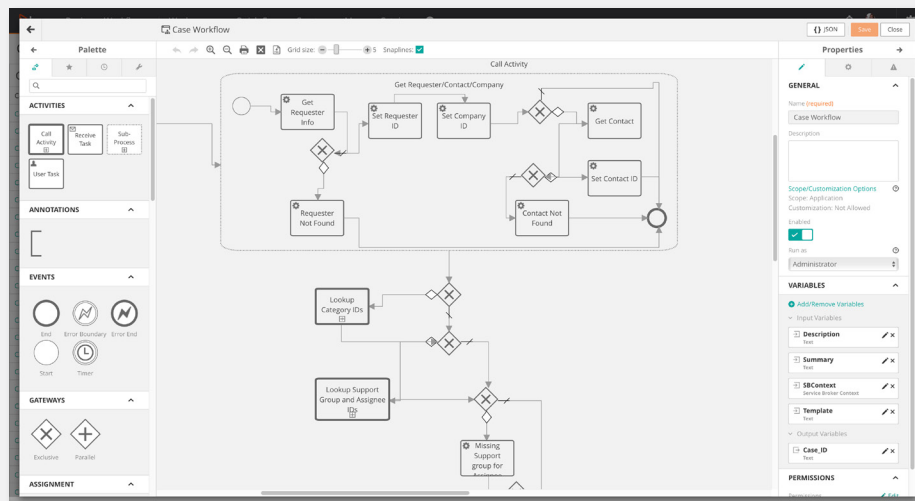 Case Workflow
{} JSON
Save
Close
Palette
Grid size:
5
Snaplines:
Properties
ACTIVITIES
Call
Activity
Receive
Task
Sub-
Process
User Task
ANNOTATIONS
EVENTS
End
Error Boundary
Error End
Start
Timer
GATEWAYS
Exclusive
Parallel
ASSIGNMENT
Call Activity
Get Requester/Contact/Company
Get
Requester
Info
Set Requester
ID
Set Company
ID
Get Contact
Set Contact ID
Requester
Not Found
Contact Not
Found
Lookup
Category IDs
Lookup Support
Group and Assignee
IDs
Missing
Support
group for
GENERAL
Name (required)
Case Workflow
Description
Scope/Customization Options
Scope: Application
Customization: Not Allowed
Enabled
Run as
Administrator
VARIABLES
Add/Remove Variables
Input Variables
Description
Text
Summary
Text
SBContext
Service Broker Context
Template
Text
Output Variables
Case_ID
Text
PERMISSIONS
Edit